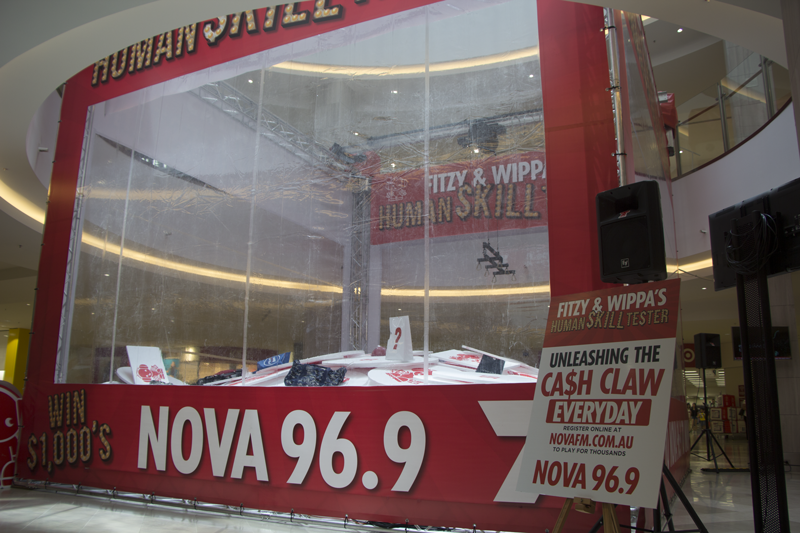 HUMAN SKILL
FITZY & WIPPA
HUMAN SKILL
?
WIN
$1,000'S
NOVA 96.9
FITZY & WIPPA'S
HUMAN SKILL TESTER
UNLEASHING THE
CA$H CLAW
EVERYDAY
REGISTER ONLINE AT
NOVAFM.COM.AU
TO PLAY FOR THOUSANDS
NOVA 96.9